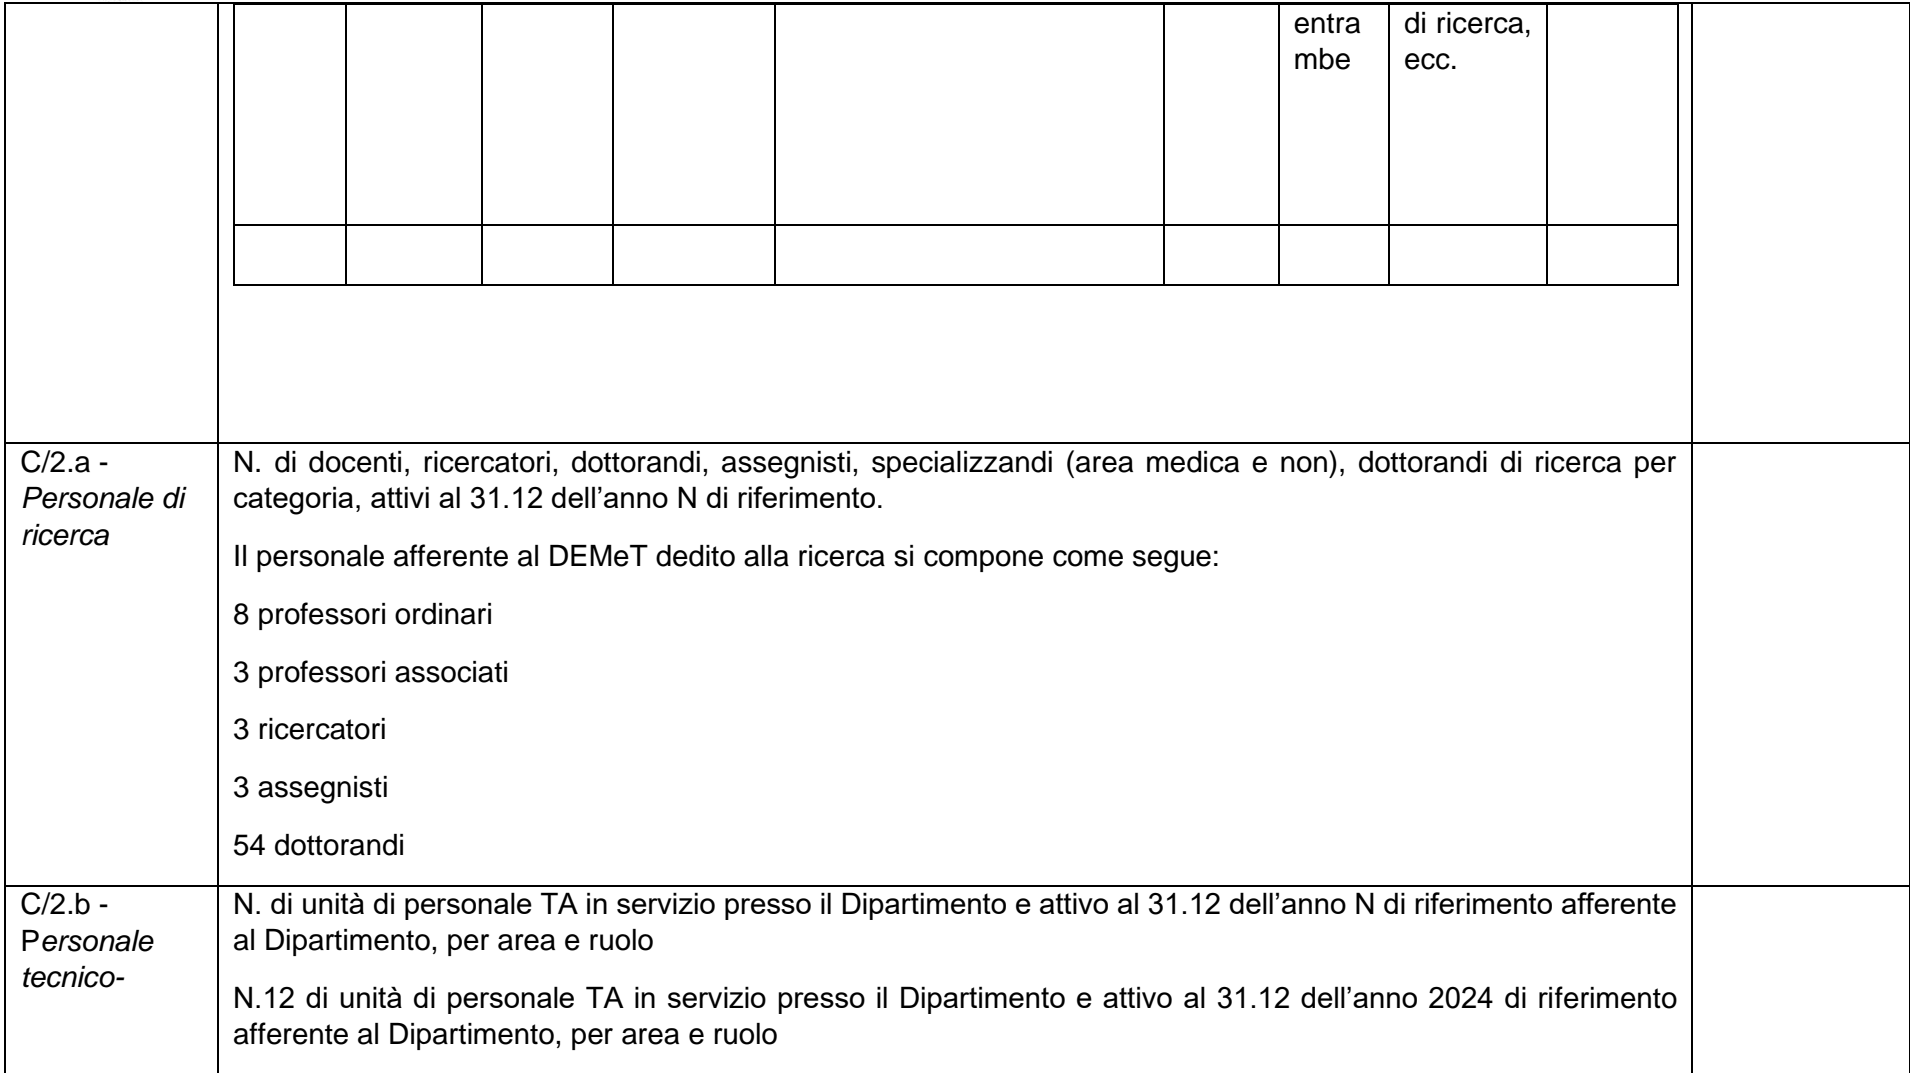 entra
mbe
di ricerca,
ecc.
C/2.a -
Personale di
ricerca
N. di docenti, ricercatori, dottorandi, assegnisti, specializzandi (area medica e non), dottorandi di ricerca per
categoria, attivi al 31.12 dell’anno N di riferimento.
Il personale afferente al DEMeT dedito alla ricerca si compone come segue:
8 professori ordinari
3 professori associati
3 ricercatori
3 assegnisti
54 dottorandi
C/2.b -
Personale
tecnico-
N. di unità di personale TA in servizio presso il Dipartimento e attivo al 31.12 dell’anno N di riferimento afferente
al Dipartimento, per area e ruolo
N.12 di unità di personale TA in servizio presso il Dipartimento e attivo al 31.12 dell’anno 2024 di riferimento
afferente al Dipartimento, per area e ruolo